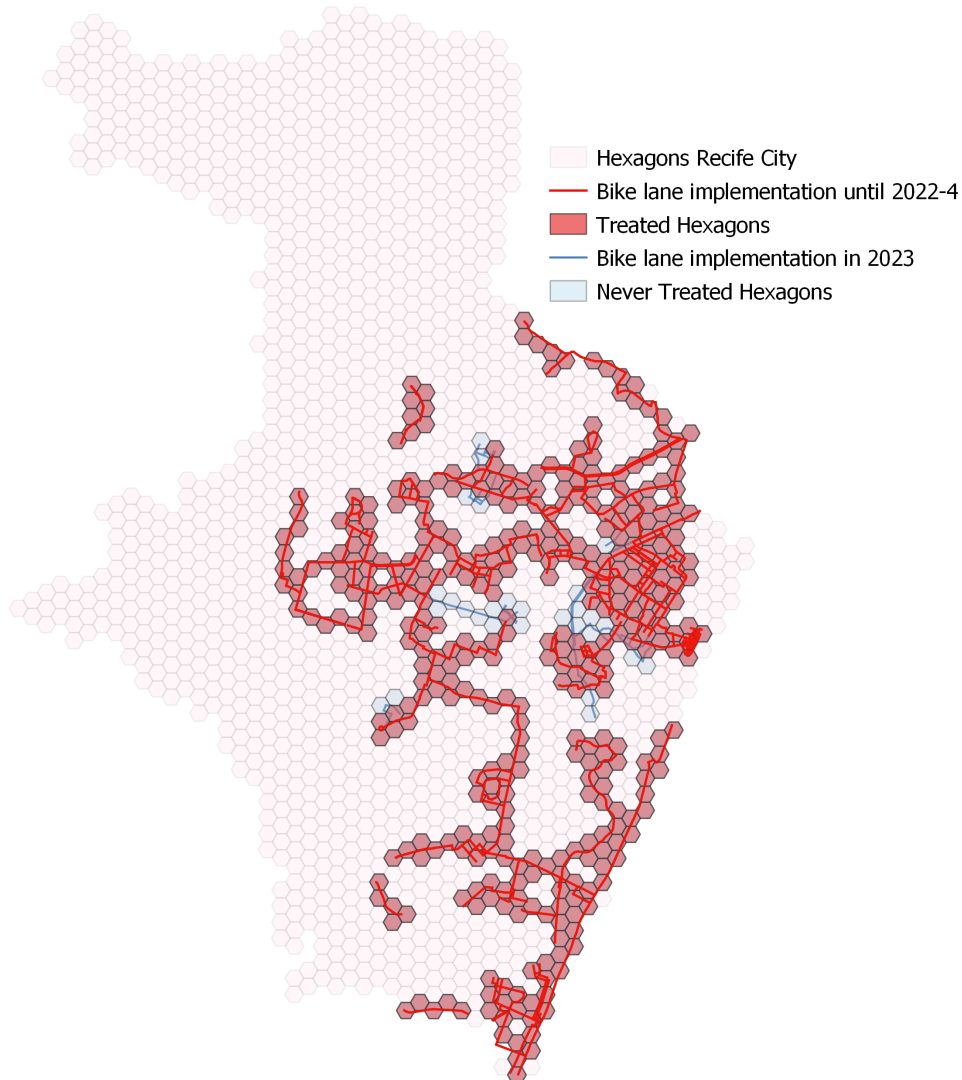 Hexagons Recife City
Bike lane implementation until 2022-4
Treated Hexagons
Bike lane implementation in 2023
Never Treated Hexagons